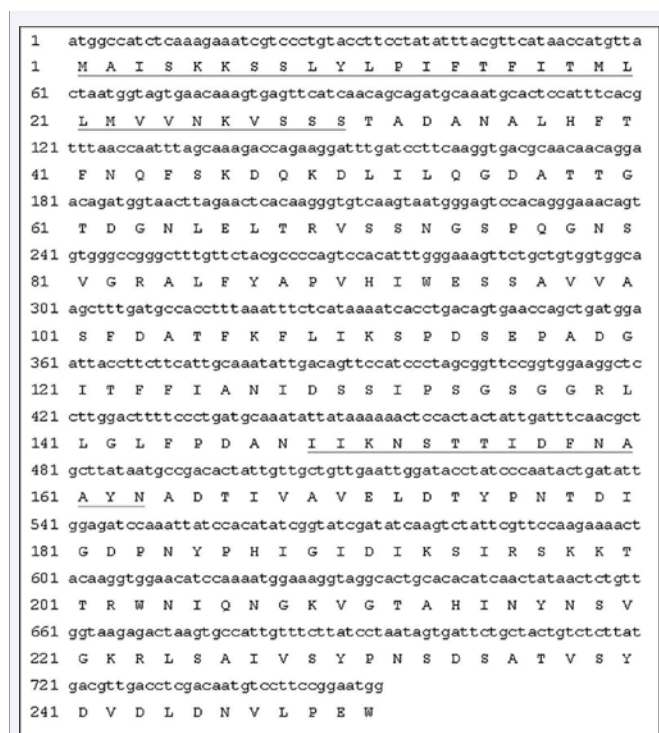 1 atggccatctcaaagaaatcgtccctgtaccttcctatatttacgttcataaccatgtta
1 M A I S K K S S L Y L P I F T F I T M L
61 ctaatggtagtgaacaaagtgagttcatcaacagcagatgcaaatgcactccatttcacg
21 L M V V N K V S S S T A D A N A L H F T
121 tttaaccaatttagcaaagaccagaaggatttgatccttcaaggtgacgcaacaacagga
41 F N Q F S K D Q K D L I L Q G D A T T G
181 acagatggtaacttagaactcacaagggtgtcaagtaatgggagtccacagggaaacagt
61 T D G N L E L T R V S S N G S P Q G N S
241 gtgggccgggctttgttctacgccccagtccacatttgggaaagttctgctgtggtggca
81 V G R A L F Y A P V H I W E S S A V V A
301 agctttgatgccacctttaaatttctcataaaatcacctgacagtgaaccagctgatgga
101 S F D A T F K F L I K S P D S E P A D G
361 attaccttcttcattgcaaatattgacagttccatccctagcggttccggtggaaggctc
121 I T F F I A N I D S S I P S G S G G R L
421 cttggacttttccctgatgcaaatattataaaaaactccactactattgatttcaacgct
141 L G L F P D A N I I K N S T T I D F N A
481 gcttataatgccgacactattgttgctgttgaattggatacctatcccaatactgatatt
161 A Y N A D T I V A V E L D T Y P N T D I
541 ggagatccaaattatccacatatcggtatcgatatcaagtctattcgttccaagaaaact
181 G D P N Y P H I G I D I K S I R S K K T
601 acaaggtggaacatccaaaatggaaaggtaggcactgcacacatcaactataactctgtt
201 T R W N I Q N G K V G T A H I N Y N S V
661 ggtaagagactaagtgccattgtttcttatcctaatagtgattctgctactgtctcttat
221 G K R L S A I V S Y P N S D S A T V S Y
721 gacgttgacctcgacaatgtccttccggaatgg
241 D V D L D N V L P E W